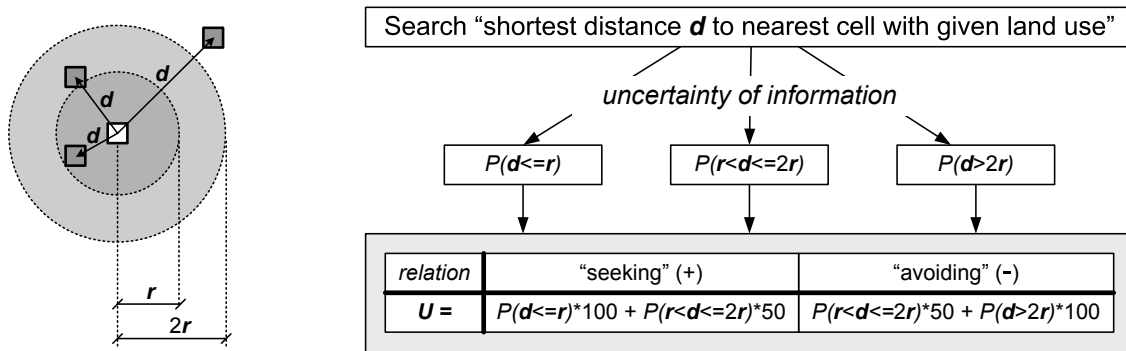 d
d
d
r
2r
Search “shortest distance d to nearest cell with given land use”
uncertainty of information
P(d<=r)
P(r<d<=2r)
P(d>2r)
relation
“seeking” (+)
“avoiding” (-)
U =
P(d<=r)*100 + P(r<d<=2r)*50
P(r<d<=2r)*50 + P(d>2r)*100